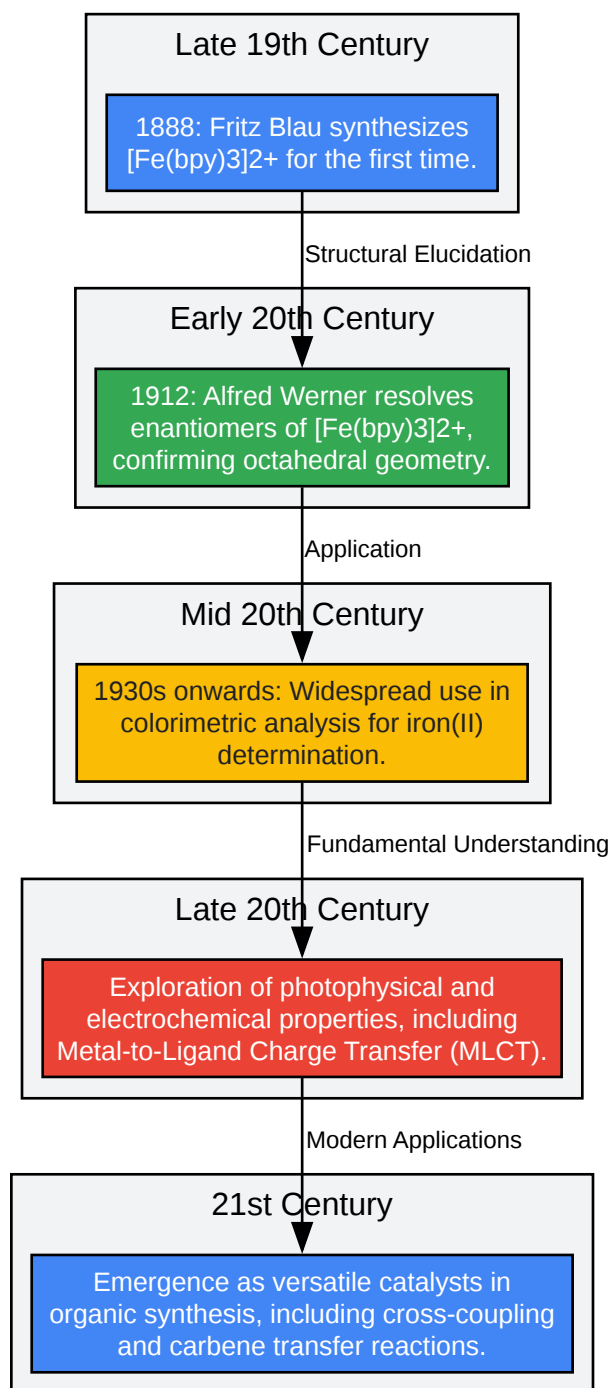 Late 19th Century
1888: Fritz Blau synthesizes
[Fe(bpy)3]2+ for the first time.
Structural Elucidation
Early 20th Century
1912: Alfred Werner resolves
enantiomers of [Fe(bpy)3]2+,
confirming octahedral geometry.
Application
Mid 20th Century
1930s onwards: Widespread use in
colorimetric analysis for iron(II)
determination.
Fundamental Understanding
Late 20th Century
Exploration of photophysical and
electrochemical properties, including
Metal-to-Ligand Charge Transfer (MLCT).
Modern Applications
21st Century
Emergence as versatile catalysts in
organic synthesis, including cross-coupling
and carbene transfer reactions.